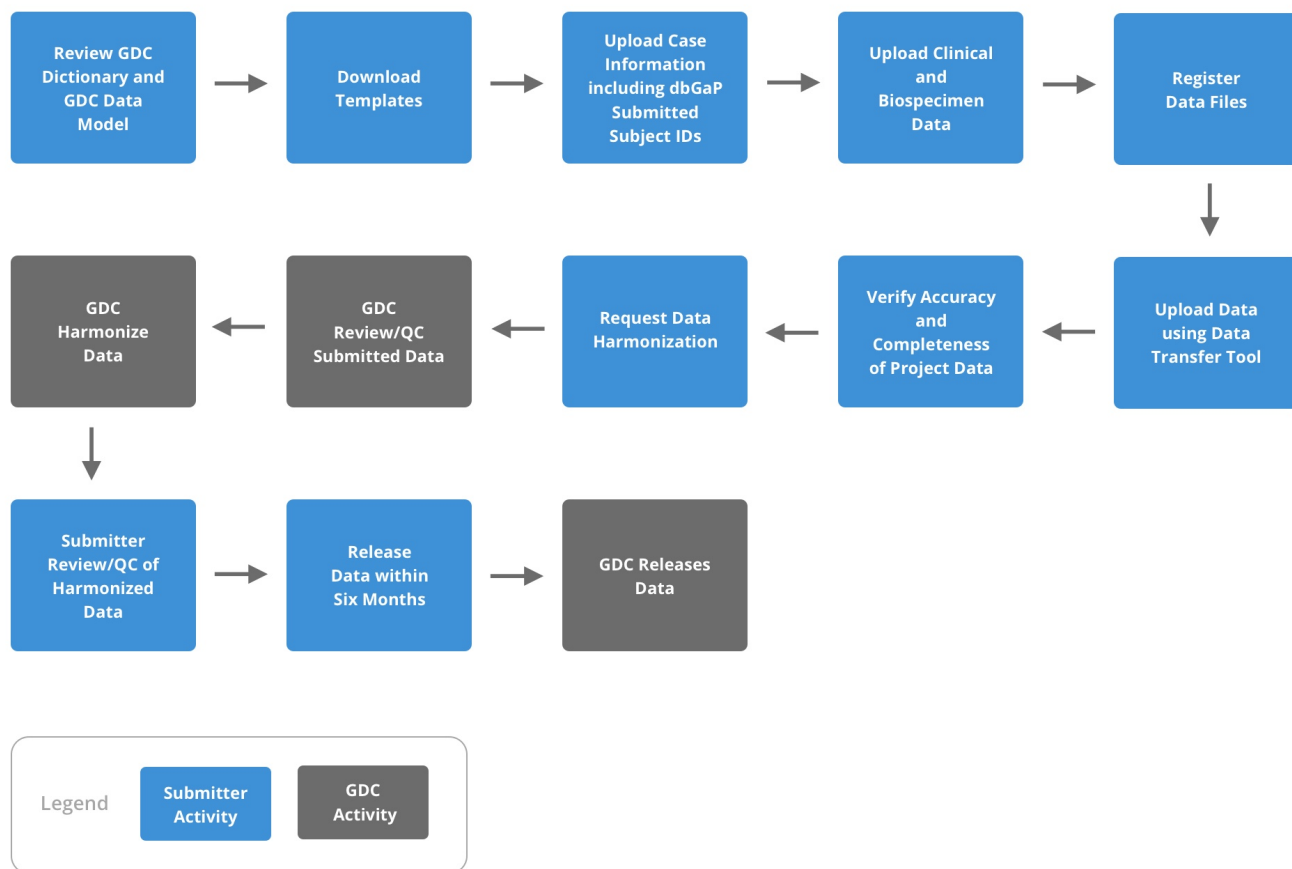 Review GDC
Dictionary and
GDC Data
Model
Download
Templates
Upload Case
Information
including dbGaP
Submitted
Subject IDs
Upload Clinical
and
Biospecimen
Data
Register
Data Files
GDC
Harmonize
Data
GDC
Review/QC
Submitted Data
Request Data
Harmonization
Verify Accuracy
and
Completeness
of Project Data
Upload Data
using Data
Transfer Tool
Submitter
Review/QC of
Harmonized
Data
Release
Data within
Six Months
GDC Releases
Data
Legend
Submitter
Activity
GDC
Activity